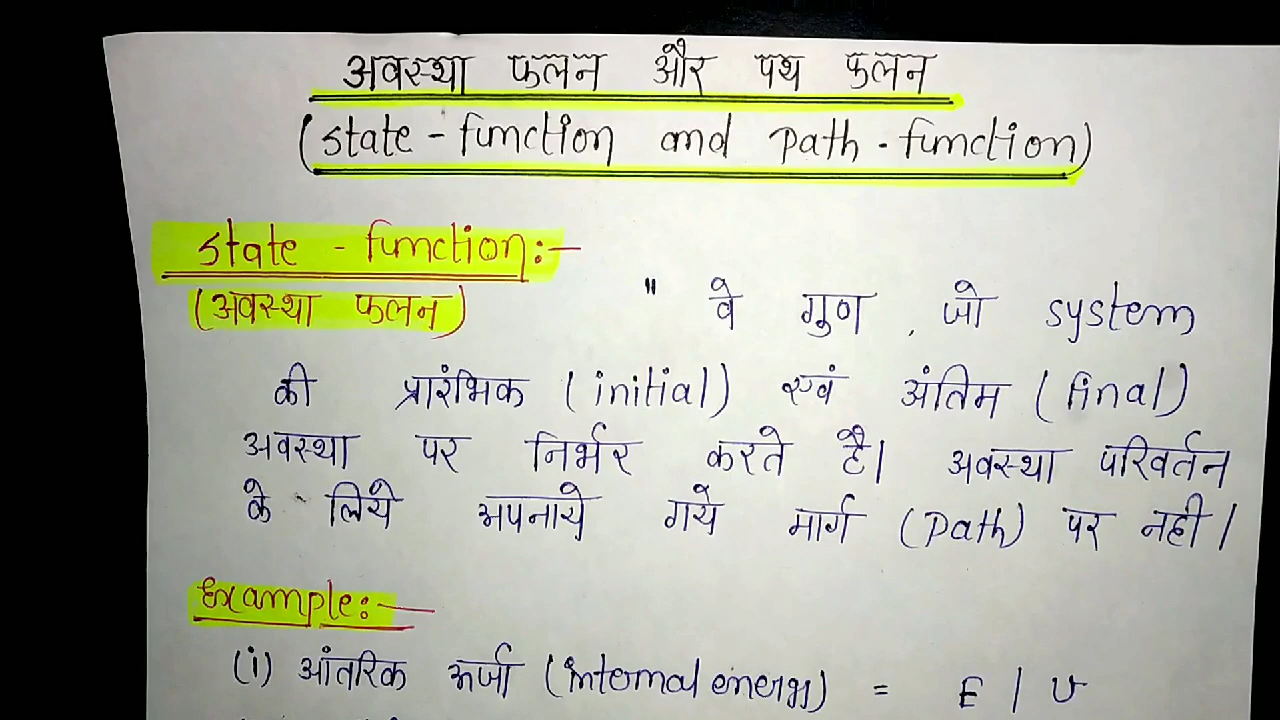 अवस्था फलन और पथ फलन
(state-function and path-function)
state - function:-
(अवस्था फलन)
" वे गुण , जो system
की प्रारंभिक (initial) एवं अंतिम (final)
अवस्था पर निर्भर करते है। अवस्था परिवर्तन
के लिये अपनाये गये मार्ग (path) पर नही।
Example:-
(i) आंतरिक ऊर्जा (internal energy) = E / U